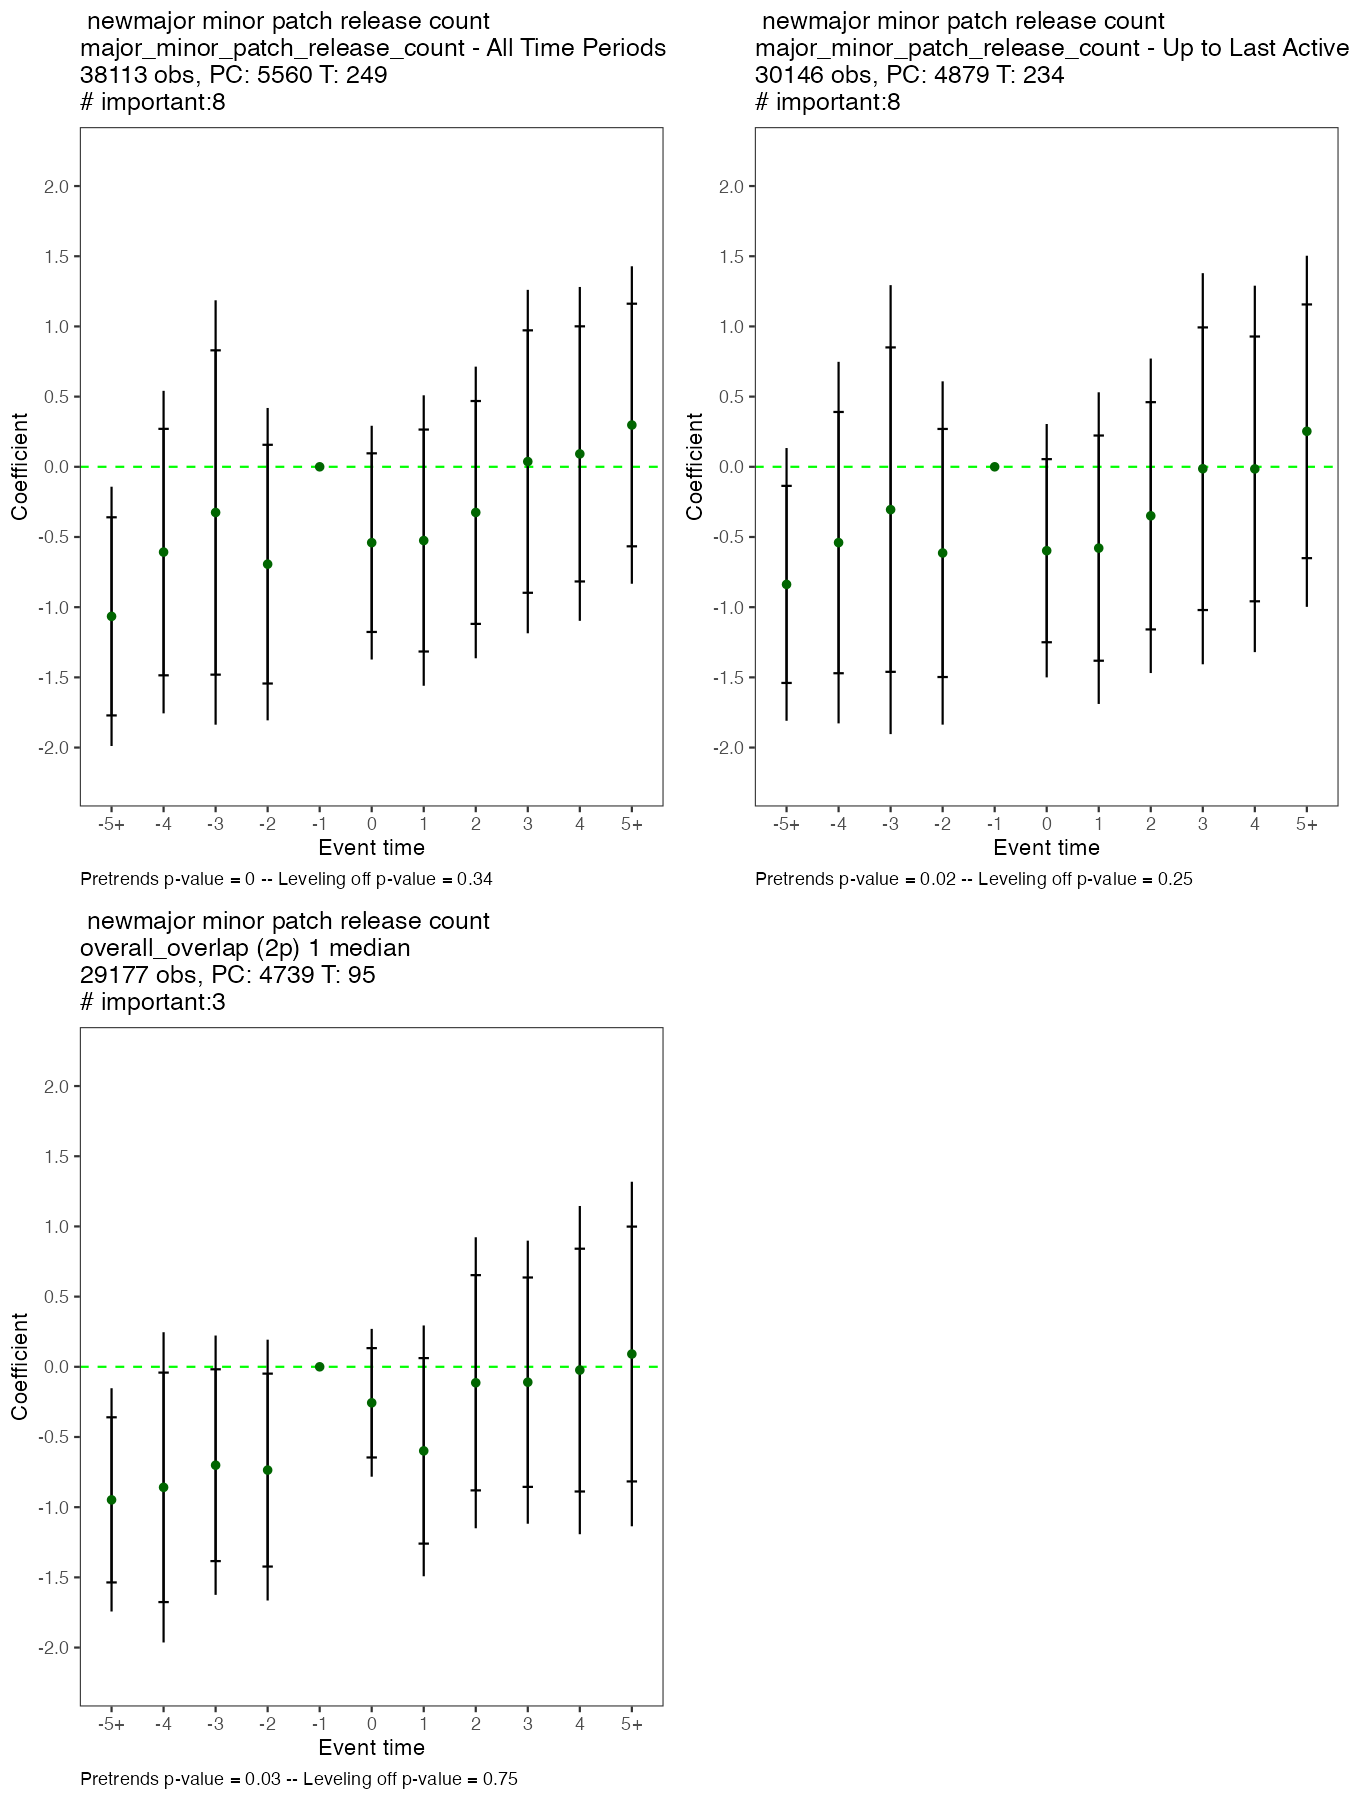 newmajor minor patch release count
major_minor_patch_release_count - All Time Periods
38113 obs, PC: 5560 T: 249
# important:8
2.0
1.5
1.0
0.5
0.0
-0.5
-1.0
-1.5
-2.0
Coefficient
-5+ -4 -3 -2 -1 0 1 2 3 4 5+
Event time
Pretrends p-value = 0 -- Leveling off p-value = 0.34
newmajor minor patch release count
major_minor_patch_release_count - Up to Last Active
30146 obs, PC: 4879 T: 234
# important:8
2.0
1.5
1.0
0.5
0.0
-0.5
-1.0
-1.5
-2.0
Coefficient
-5+ -4 -3 -2 -1 0 1 2 3 4 5+
Event time
Pretrends p-value = 0.02 -- Leveling off p-value = 0.25
newmajor minor patch release count
overall_overlap (2p) 1 median
29177 obs, PC: 4739 T: 95
# important:3
2.0
1.5
1.0
0.5
0.0
-0.5
-1.0
-1.5
-2.0
Coefficient
-5+ -4 -3 -2 -1 0 1 2 3 4 5+
Event time
Pretrends p-value = 0.03 -- Leveling off p-value = 0.75